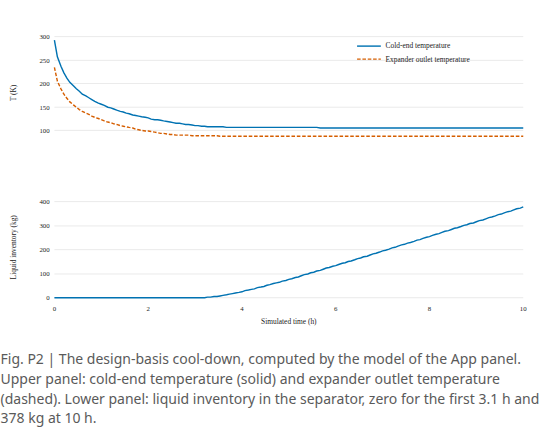 300
Cold-end temperature
250
Expander outlet temperature
200
T (K)
150
100
400
300
Liquid inventory (kg)
200
100
0
0 2 4 6 8 10
Simulated time (h)
Fig. P2 | The design-basis cool-down, computed by the model of the App panel.
Upper panel: cold-end temperature (solid) and expander outlet temperature
(dashed). Lower panel: liquid inventory in the separator, zero for the first 3.1 h and
378 kg at 10 h.